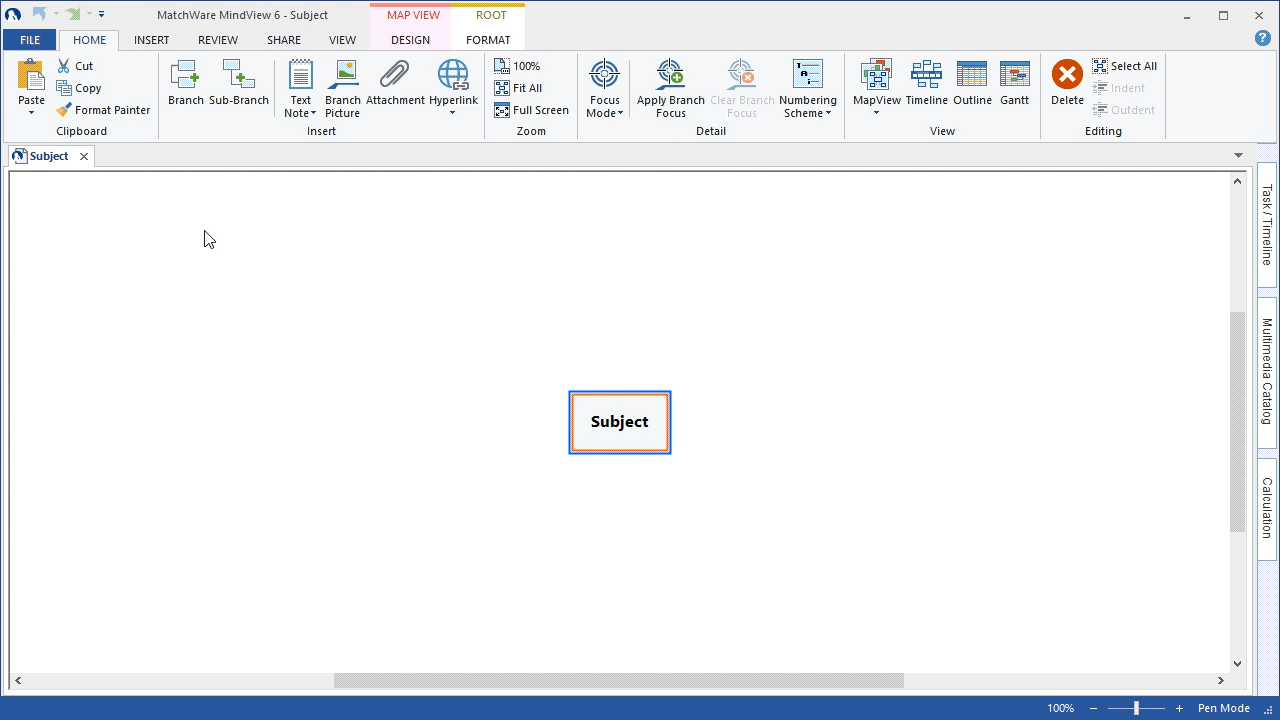 MatchWare MindView 6 - Subject
MAP VIEW
ROOT
FILE
HOME
INSERT
REVIEW
SHARE
VIEW
DESIGN
FORMAT
Paste
Cut
Copy
Format Painter
Clipboard
Branch
Sub-Branch
Text Note
Branch Picture
Attachment
Hyperlink
Insert
100%
Fit All
Full Screen
Zoom
Focus Mode
Apply Branch Focus
Clear Branch Focus
Numbering Scheme
Detail
MapView
Timeline
Outline
Gantt
View
Delete
Select All
Indent
Outdent
Editing
Subject
Subject
Task / Timeline
Multimedia Catalog
Calculation
100%
Pen Mode